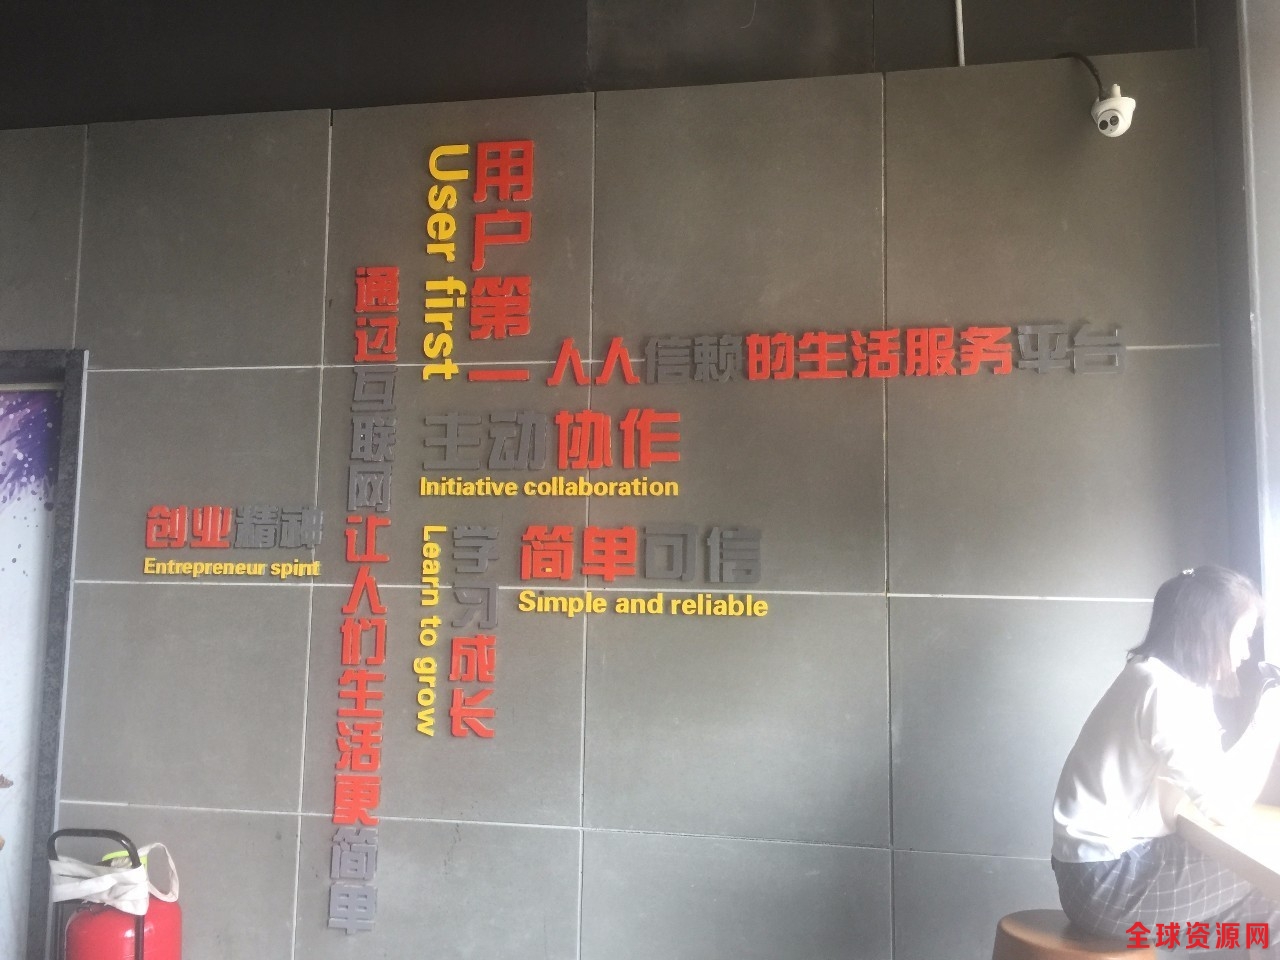 用户第一
User first
通过互联网让人们生活更简单
人人信赖的生活服务平台
主动协作
Initiative collaboration
创业精神
Entrepreneur spirit
学习成长
Learn to grow
简单可信
Simple and reliable
全球资源网